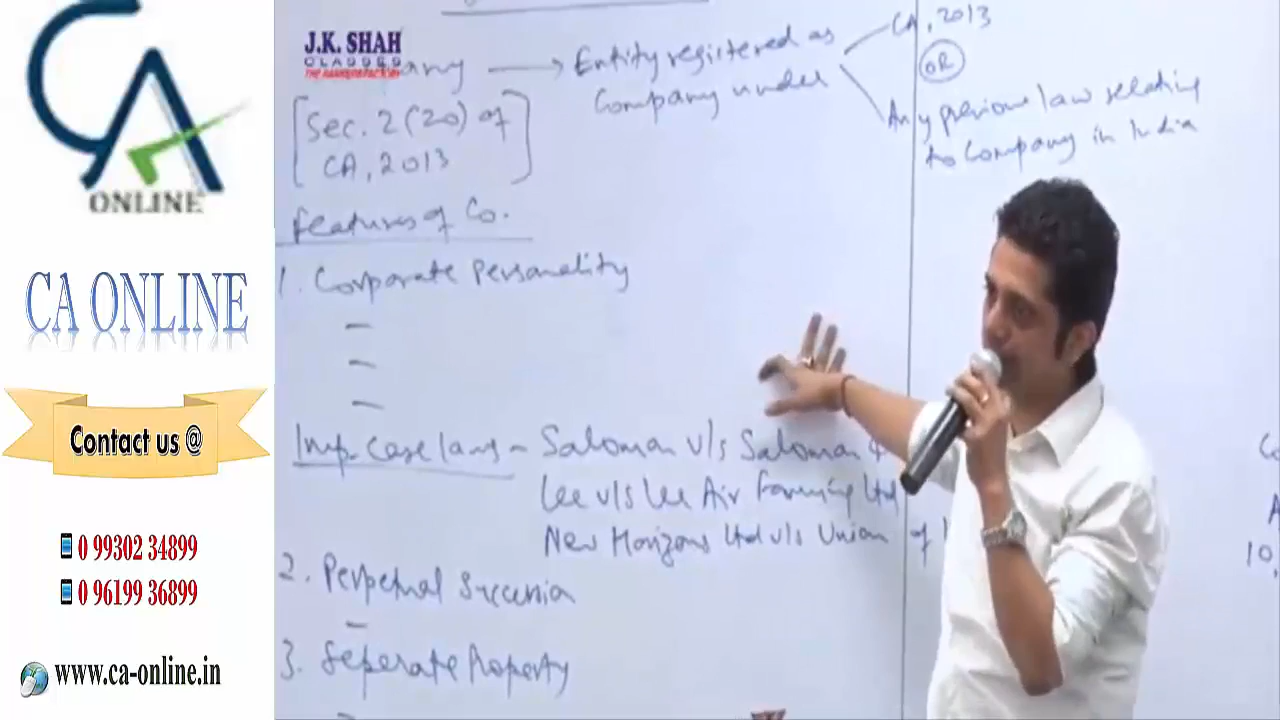 CA
ONLINE
CA ONLINE
Contact us @
0 99302 34899
0 96199 36899
www.ca-online.in
J.K. SHAH
CLASSES
pany → Entity registered as
Company under
CA, 2013
OR
Any previous law relating
to Company in India
[Sec. 2 (20) of
CA, 2013]
Features of Co.
1. Corporate Personality
Imp. Case laws - Saloman v/s Saloman &
Lee v/s Lee Air Farming Ltd
New Horizons Ltd v/s Union of I
2. Perpetual Succession
3. Seperate Property
10,